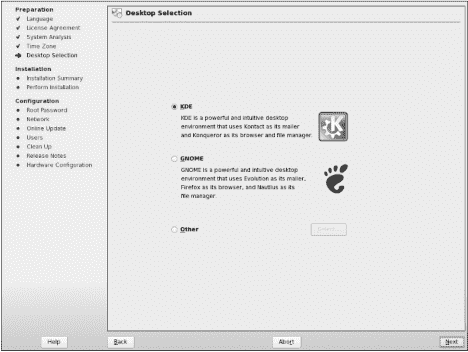 Preparation
Language
License Agreement
System Analysis
Time Zone
Desktop Selection
Installation
Installation Summary
Perform Installation
Configuration
Root Password
Network
Online Update
Users
Clean Up
Release Notes
Hardware Configuration
Desktop Selection
KDE
KDE is a powerful and intuitive desktop
environment that uses Kontact as its mailer
and Konqueror as its browser and file manager.
GNOME
GNOME is a powerful and intuitive desktop
environment that uses Evolution as its mailer,
Firefox as its browser, and Nautilus as its
file manager.
Other
Help
Back
Abort
Next